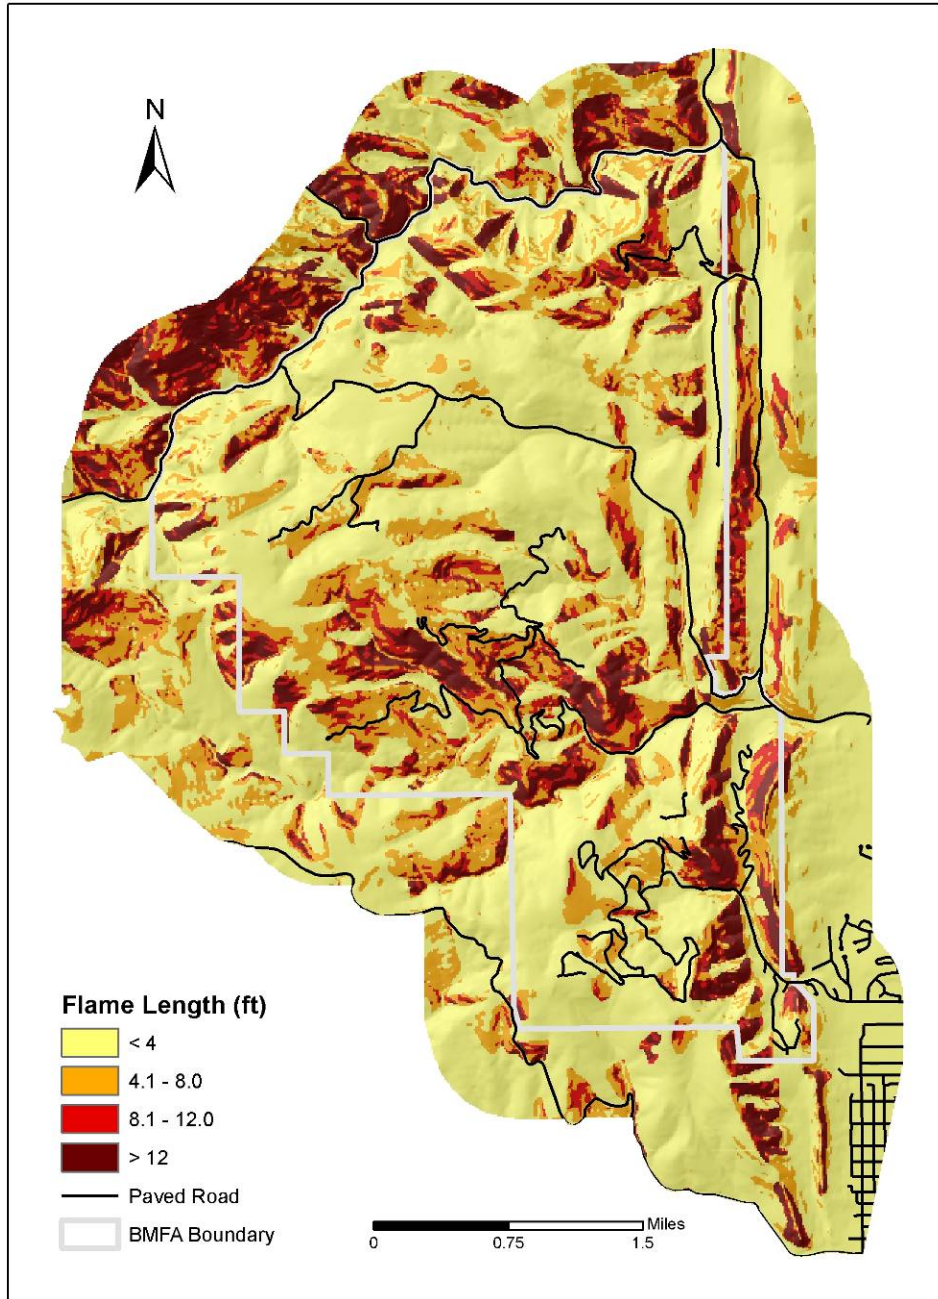 N
Flame Length (ft)
< 4
4.1 - 8.0
8.1 - 12.0
> 12
Paved Road
BMFA Boundary
Miles
0 0.75 1.5